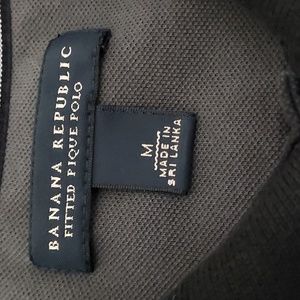 BANANA REPUBLIC
FITTED PIQUE POLO
M
MADE IN
SRI LANKA